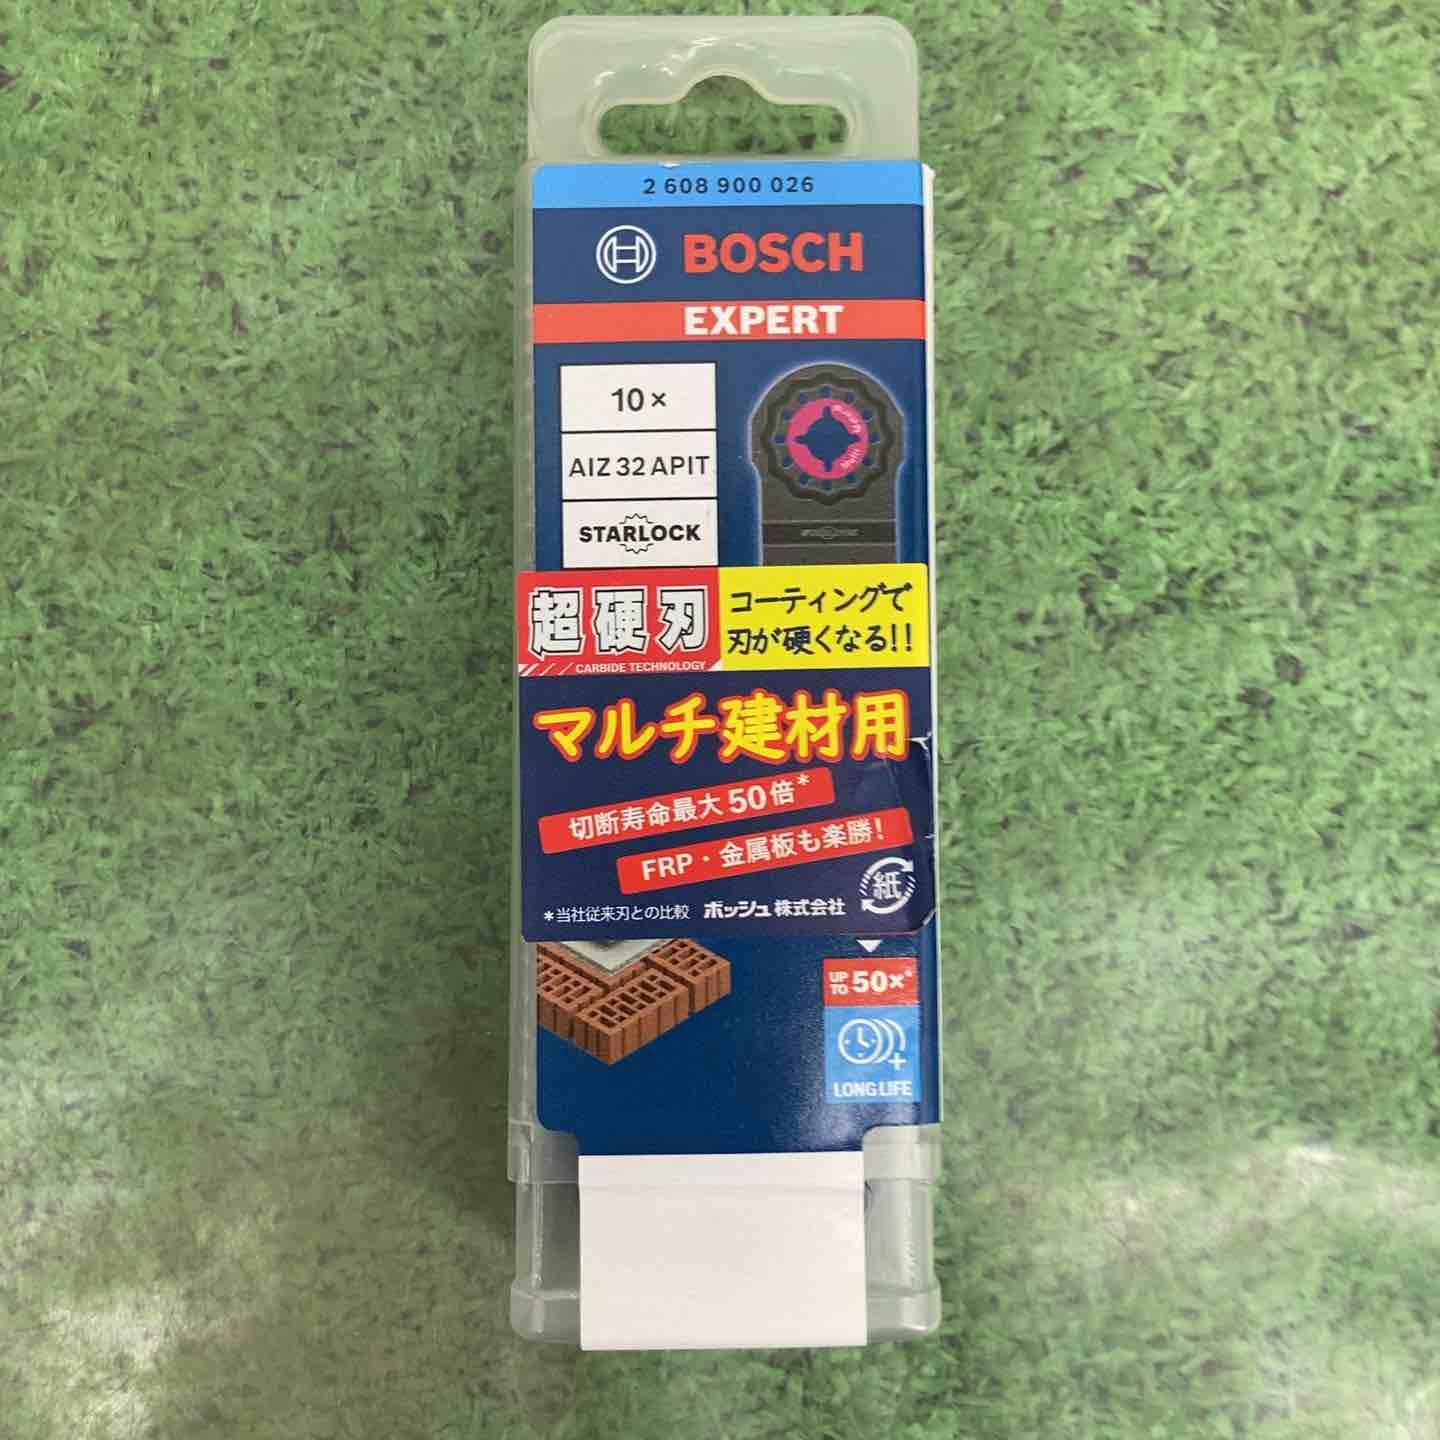 2 608 900 026
BOSCH
EXPERT
10×
AIZ 32 APIT
STARLOCK
超硬刃
CARBIDE TECHNOLOGY
コーティングで
刃が硬くなる!!
マルチ建材用
切断寿命最大50倍*
FRP・金属板も楽勝!
*当社従来刃との比較 ボッシュ株式会社
紙
UP TO 50×*
LONG LIFE